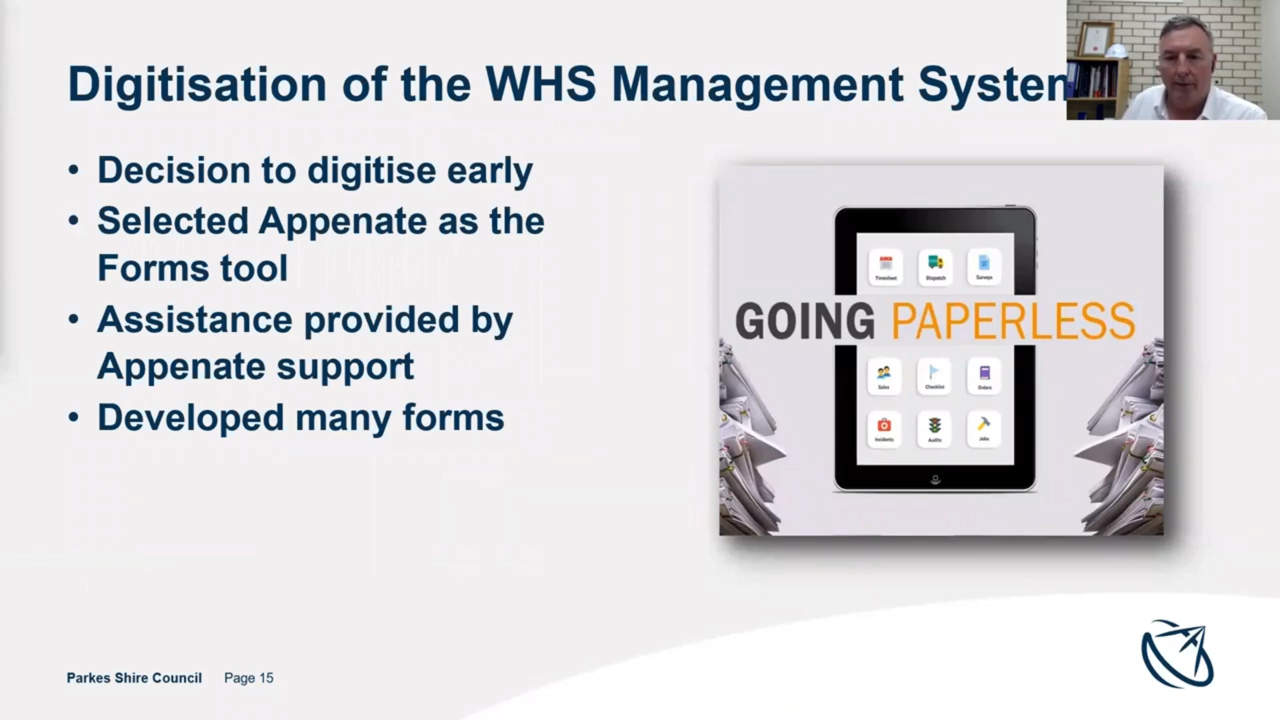 Digitisation of the WHS Management System
• Decision to digitise early
• Selected Appenate as the
Forms tool
• Assistance provided by
Appenate support
• Developed many forms
Timesheet Dispatch Surveys
GOING PAPERLESS
Sales Checklist Orders
Incidents Audits Jobs
Parkes Shire Council Page 15